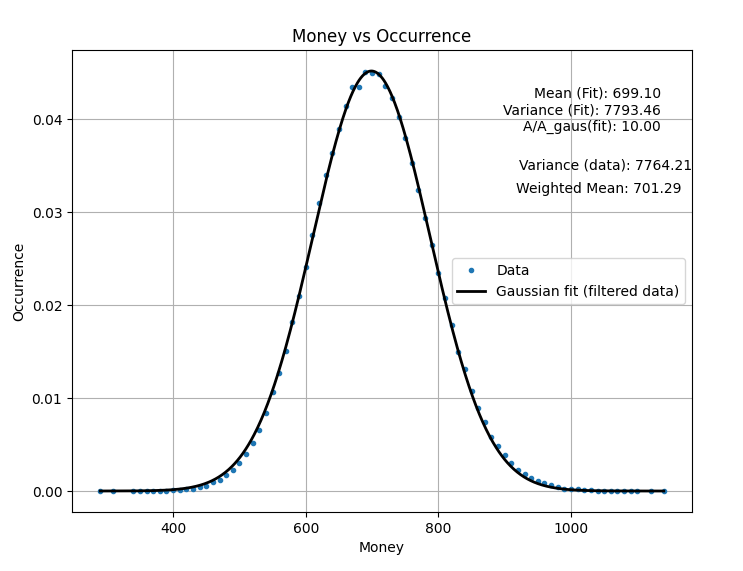 Money vs Occurrence
Mean (Fit): 699.10
Variance (Fit): 7793.46
A/A_gaus(fit): 10.00
Variance (data): 7764.21
Weighted Mean: 701.29
Data
Gaussian fit (filtered data)
Occurrence
0.04
0.03
0.02
0.01
0.00
400
600
800
1000
Money